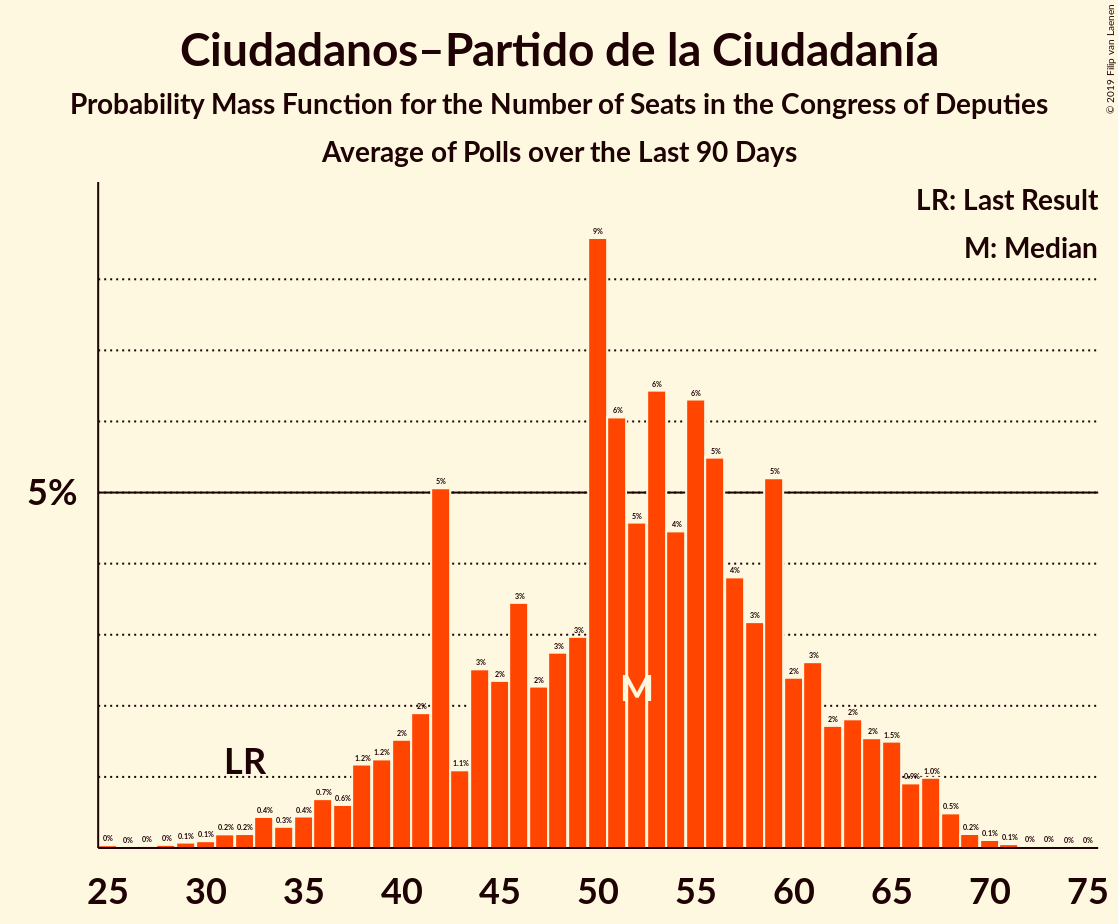 Ciudadanos–Partido de la Ciudadanía
Probability Mass Function for the Number of Seats in the Congress of Deputies
Average of Polls over the Last 90 Days
© 2019 Filip van Laenen
LR: Last Result
M: Median
5%
0% 0% 0% 0% 0.1% 0.1% 0.2% 0.2% 0.4% 0.3% 0.4% 0.7% 0.6% 1.2% 1.2% 2% 2% 5% 1.1% 3% 2% 3% 2% 3% 3% 9% 6% 5% 6% 4% 6% 5% 4% 3% 5% 2% 3% 2% 2% 2% 1.5% 0.9% 1.0% 0.5% 0.2% 0.1% 0.1% 0% 0% 0% 0%
LR
M
25 30 35 40 45 50 55 60 65 70 75